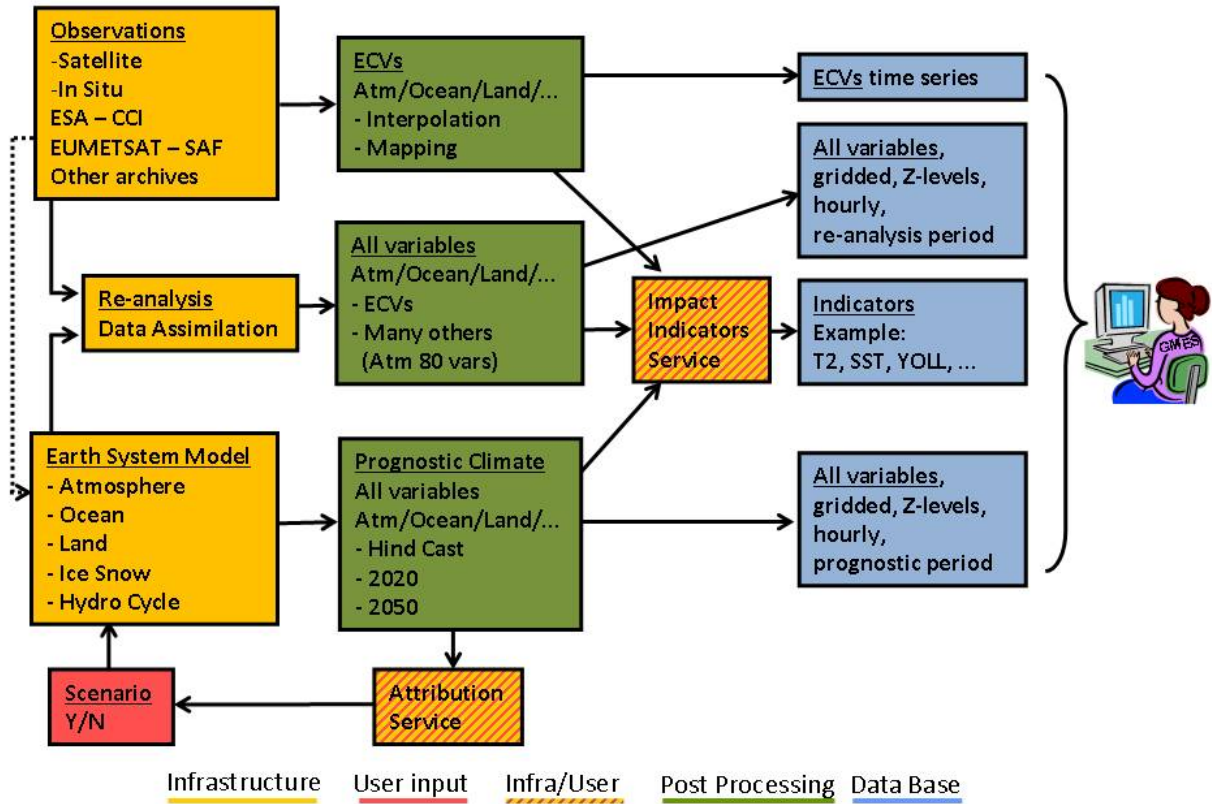 Observations
-Satellite
-In Situ
ESA – CCI
EUMETSAT – SAF
Other archives
ECVs
Atm/Ocean/Land/...
- Interpolation
- Mapping
ECVs time series
All variables,
gridded, Z-levels,
hourly,
re-analysis period
Re-analysis
Data Assimilation
All variables
Atm/Ocean/Land/...
- ECVs
- Many others
(Atm 80 vars)
Impact
Indicators
Service
Indicators
Example:
T2, SST, YOLL, ...
GMES
Earth System Model
- Atmosphere
- Ocean
- Land
- Ice Snow
- Hydro Cycle
Prognostic Climate
All variables
Atm/Ocean/Land/...
- Hind Cast
- 2020
- 2050
All variables,
gridded, Z-levels,
hourly,
prognostic period
Scenario
Y/N
Attribution
Service
Infrastructure User input Infra/User Post Processing Data Base